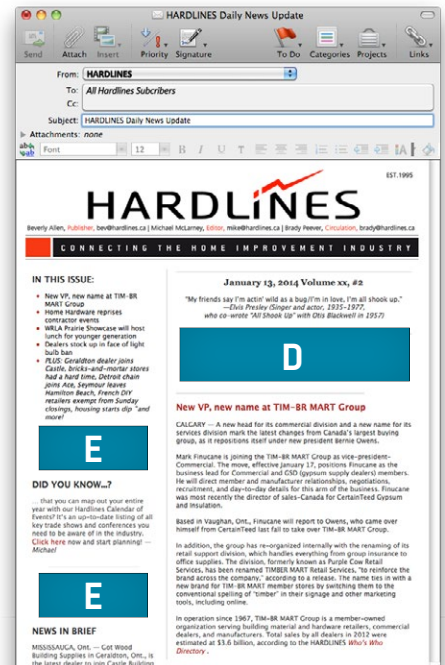 HARDLINES Daily News Update
Send Attach Insert Priority Signature To Do Categories Projects Links
From: HARDLINES
To: All Hardlines Subcribers
Cc:
Subject: HARDLINES Daily News Update
Attachments: none
Font 12 B I U T
EST.1995
HARDLINES
Beverly Allen, Publisher, bev@hardlines.ca | Michael McLarney, Editor, mike@hardlines.ca | Brady Peever, Circulation, brady@hardlines.ca
CONNECTING THE HOME IMPROVEMENT INDUSTRY
IN THIS ISSUE:
• New VP, new name at TIM-BR
MART Group
• Home Hardware reprises
contractor events
• WRLA Prairie Showcase will host
lunch for younger generation
• Dealers stock up in face of light
bulb ban
• PLUS: Geraldton dealer joins
Castle, bricks-and-mortar stores
had a hard time, Detroit chain
joins Ace, Seymour leaves
Hamilton Beach, French DIY
retailers exempt from Sunday
closings, housing starts dip "and
more!
E
DID YOU KNOW...?
... that you can map out your entire
year with our Hardlines Calendar of
Events? It's an up-to-date listing of all
key trade shows and conferences you
need to be aware of in the industry.
Click here now and start planning! —
Michael
E
NEWS IN BRIEF
MISSISSAUGA, Ont. — Got Wood
Building Supplies in Geraldton, Ont., is
the latest dealer to join Castle Building
January 13, 2014 Volume xx, #2
"My friends say I'm actin' wild as a bug/I'm in love, I'm all shook up."
—Elvis Presley (Singer and actor, 1935-1977,
who co-wrote "All Shook Up" with Otis Blackwell in 1957)
D
New VP, new name at TIM-BR MART Group
CALGARY — A new head for its commercial division and a new name for its
services division mark the latest changes from Canada's largest buying
group, as it repositions itself under new president Bernie Owens.
Mark Finucane is joining the TIM-BR MART Group as vice-president-
Commercial. The move, effective January 17, positions Finucane as the
business lead for Commercial and GSD (gypsum supply dealers) members.
He will direct member and manufacturer relationships, negotiations,
recruitment, and day-to-day details for this arm of the business. Finucane
was most recently the director of sales-Canada for CertainTeed Gypsum
and Insulation.
Based in Vaughan, Ont., Finucane will report to Owens, who came over
himself from CertainTeed last fall to take over TIM-BR MART Group.
In addition, the group has re-organized internally with the renaming of its
retail support division, which handles everything from group insurance to
office supplies. The division, formerly known as Purple Cow Retail
Services, has been renamed TIMBER MART Retail Services, "to reinforce the
brand across the company," according to a release. The name ties in with a
new brand for TIM-BR MART member stores by switching them to the
conventional spelling of "timber" in their signage and other marketing
tools, including online.
In operation since 1967, TIM-BR MART Group is a member-owned
organization serving building material and hardware retailers, commercial
dealers, and manufacturers. Total sales by all dealers in 2012 were
estimated at $3.6 billion, according to the HARDLINES Who's Who
Directory.